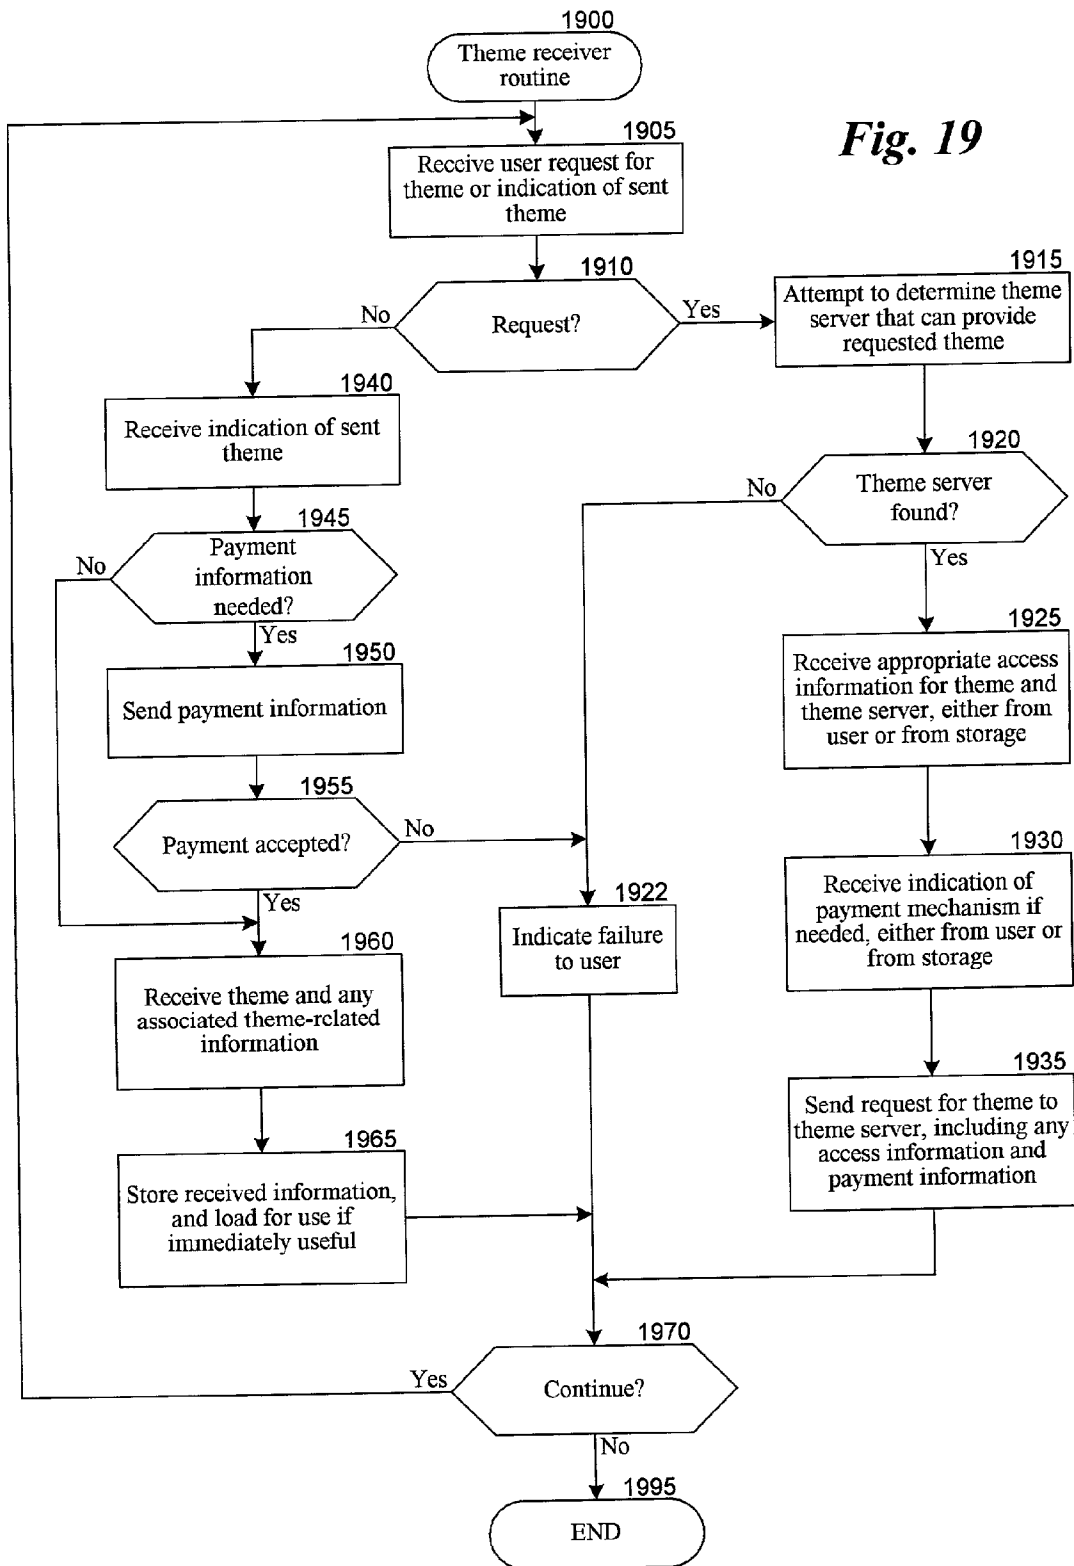 1900
Theme receiver
routine
Fig. 19
1905
Receive user request for
theme or indication of sent
theme
1910
Request?
No
Yes
1915
Attempt to determine theme
server that can provide
requested theme
1940
Receive indication of sent
theme
1920
Theme server
found?
No
Yes
1945
Payment
information
needed?
No
Yes
1925
Receive appropriate access
information for theme and
theme server, either from
user or from storage
1950
Send payment information
1955
Payment accepted?
No
Yes
1930
Receive indication of
payment mechanism if
needed, either from user or
from storage
1922
Indicate failure
to user
1960
Receive theme and any
associated theme-related
information
1935
Send request for theme to
theme server, including any
access information and
payment information
1965
Store received information,
and load for use if
immediately useful
1970
Continue?
Yes
No
1995
END